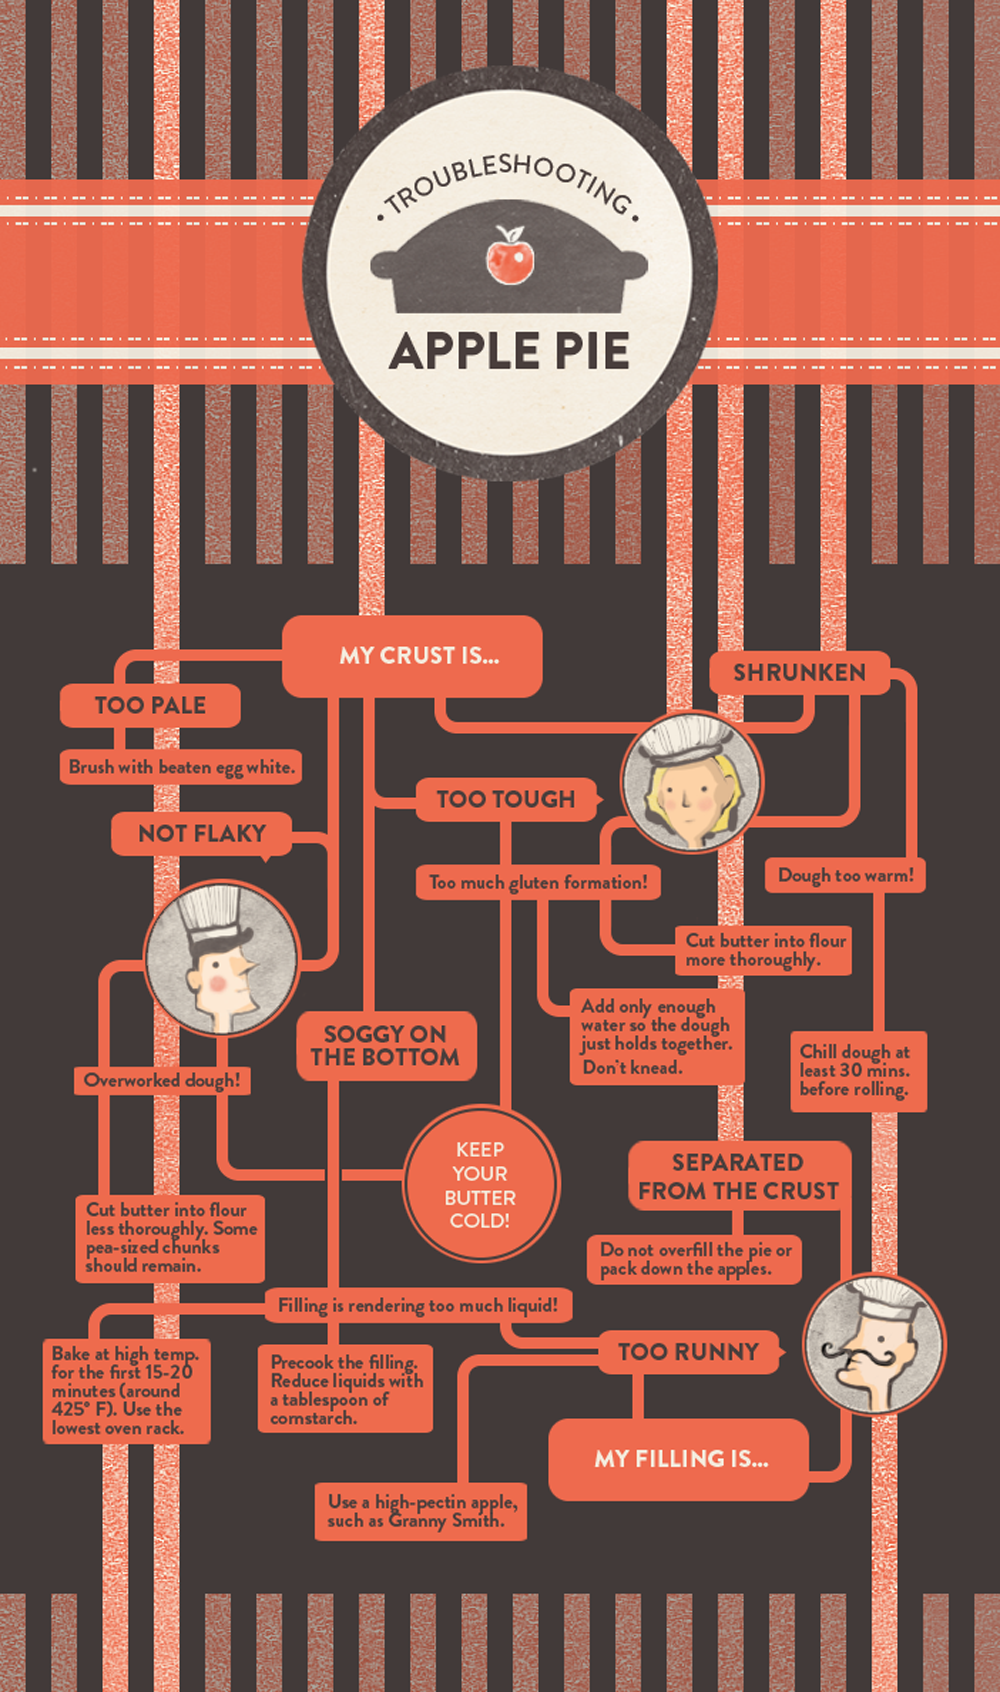 • TROUBLESHOOTING •
APPLE PIE
MY CRUST IS...
SHRUNKEN
TOO PALE
Brush with beaten egg white.
TOO TOUGH
NOT FLAKY
Too much gluten formation!
Dough too warm!
Cut butter into flour
more thoroughly.
Add only enough
water so the dough
just holds together.
Don't knead.
SOGGY ON
THE BOTTOM
Chill dough at
least 30 mins.
before rolling.
Overworked dough!
KEEP
YOUR
BUTTER
COLD!
SEPARATED
FROM THE CRUST
Cut butter into flour
less thoroughly. Some
pea-sized chunks
should remain.
Do not overfill the pie or
pack down the apples.
Filling is rendering too much liquid!
Bake at high temp.
for the first 15-20
minutes (around
425° F). Use the
lowest oven rack.
Precook the filling.
Reduce liquids with
a tablespoon of
cornstarch.
TOO RUNNY
MY FILLING IS...
Use a high-pectin apple,
such as Granny Smith.